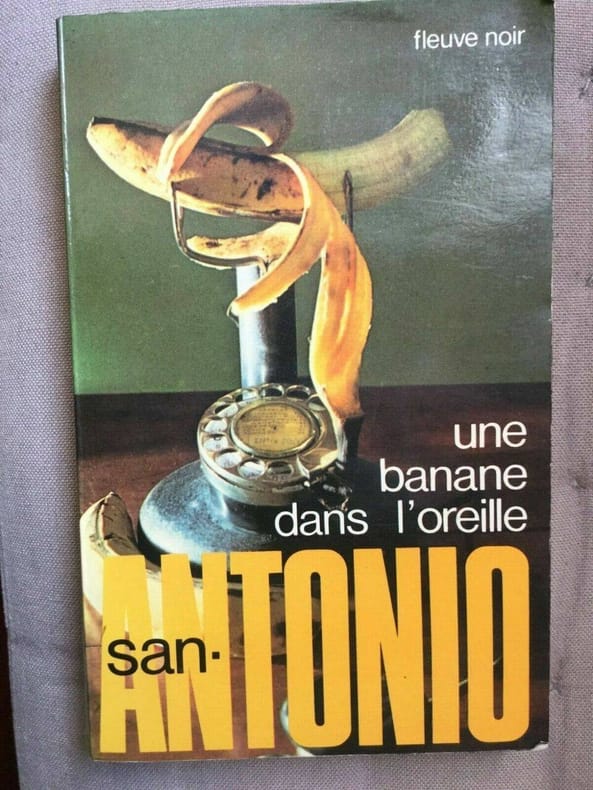 fleuve noir
une
banane
dans l'oreille
san-
ANTONIO